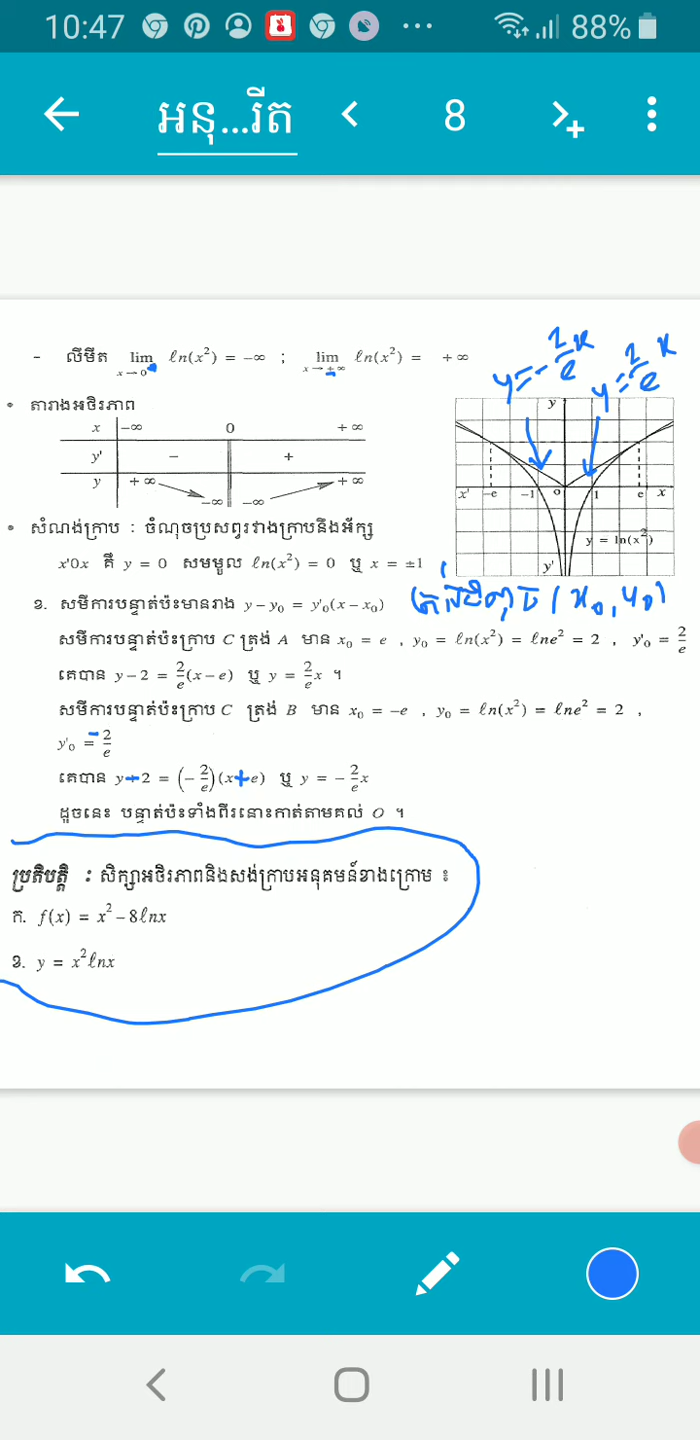 10:47 ... 88%
អនុ...រីត 8
y=-2/e x y=2/e x
- លីមីត lim x→0 ℓn(x²) = −∞ ; lim x→±∞ ℓn(x²) = +∞
• តារាងអថិរភាព
x −∞ 0 +∞
y' − +
y +∞ −∞ −∞ +∞
y
x' −e −1 o 1 e x
y = ln(x²)
y'
• សំណង់ក្រាប : ចំណុចប្រសព្វរវាងក្រាបនិងអ័ក្ស
x'0x គឺ y = 0 សមមូល ℓn(x²) = 0 ឬ x = ±1
ខ. សមីការបន្ទាត់ប៉ះមានរាង y − y₀ = y'₀(x − x₀) (x₀, y₀)
សមីការបន្ទាត់ប៉ះក្រាប C ត្រង់ A មាន x₀ = e , y₀ = ℓn(x²) = ℓne² = 2 , y'₀ = 2/e
គេបាន y − 2 = 2/e(x − e) ឬ y = 2/e x ។
សមីការបន្ទាត់ប៉ះក្រាប C ត្រង់ B មាន x₀ = −e , y₀ = ℓn(x²) = ℓne² = 2 ,
y'₀ = −2/e
គេបាន y − 2 = (−2/e)(x + e) ឬ y = −2/e x
ដូចនេះ បន្ទាត់ប៉ះទាំងពីរនោះកាត់តាមគល់ O ។
ប្រតិបត្តិ : សិក្សាអថិរភាពនិងសង់ក្រាបអនុគមន៍ខាងក្រោម ៖
ក. f(x) = x² − 8ℓnx
ខ. y = x²ℓnx